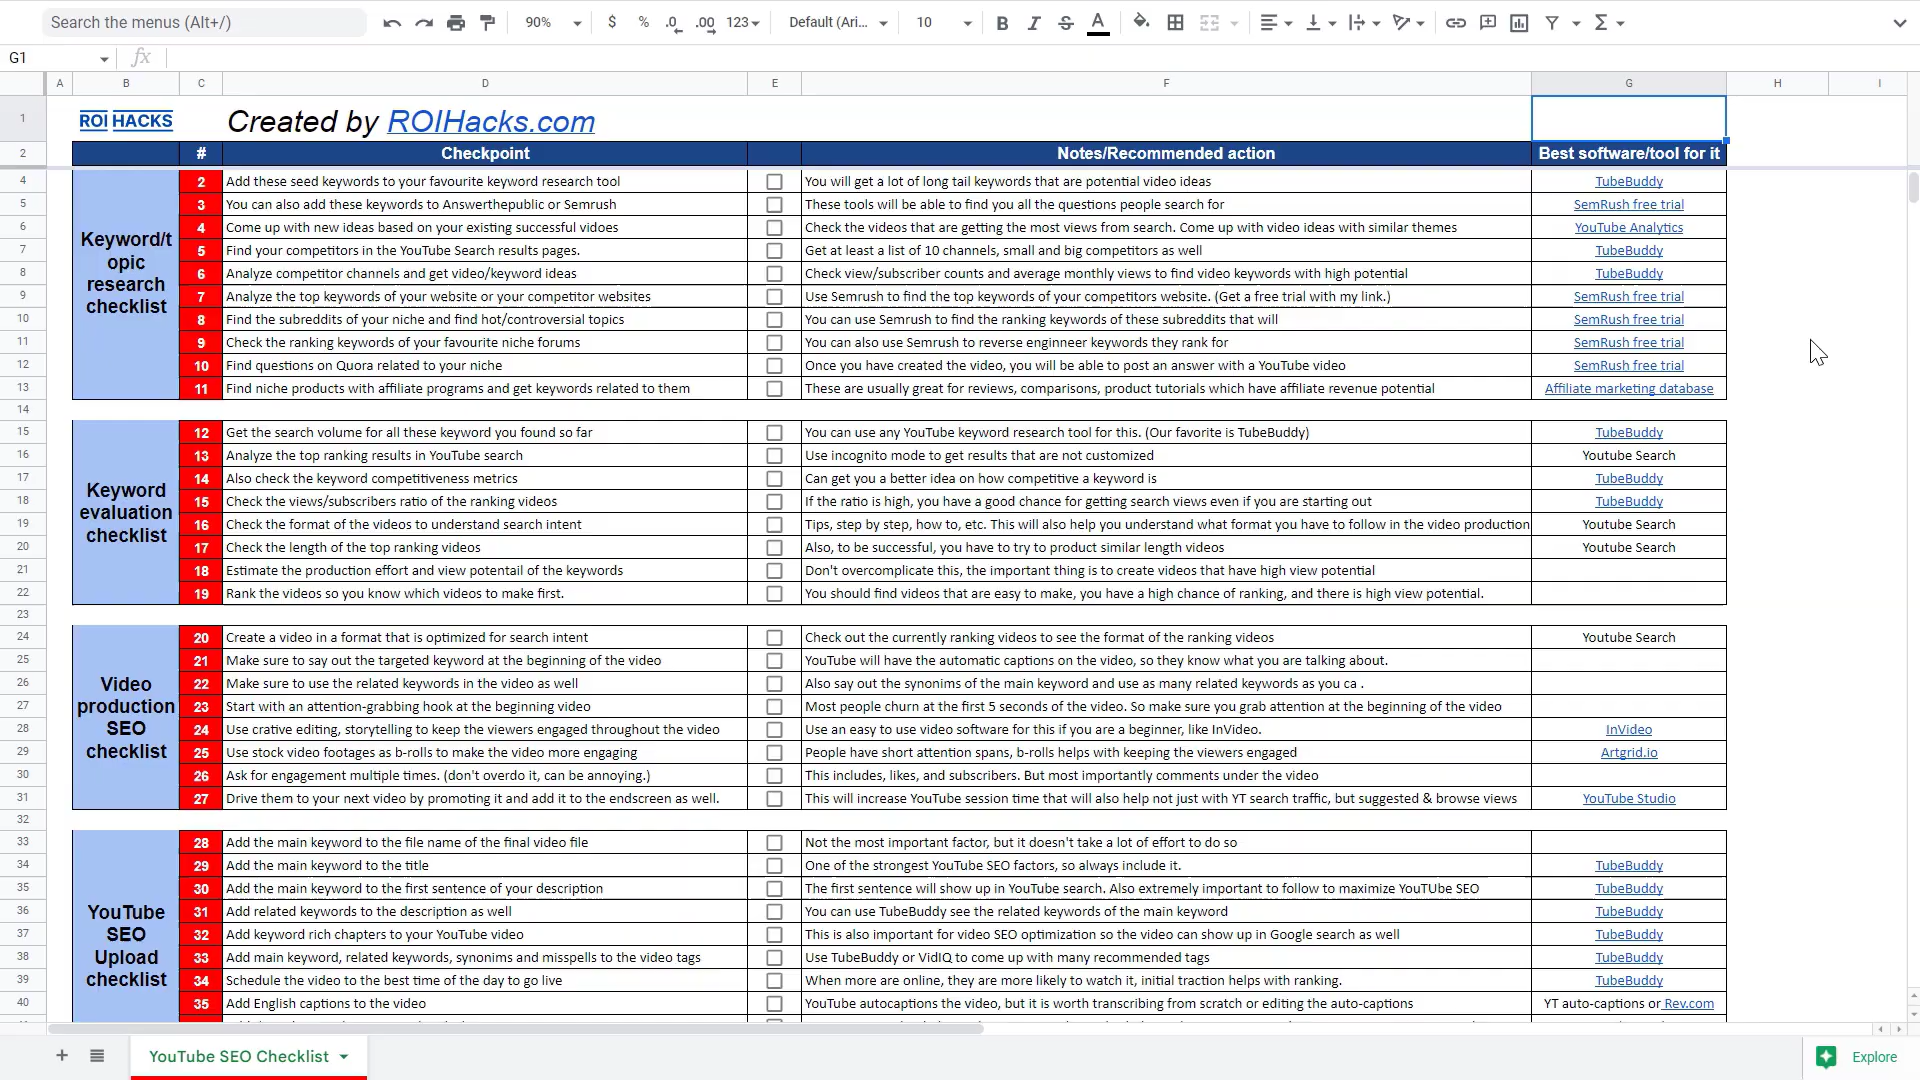 Search the menus (Alt+/)
90%
$
%
.0
.00
123
Default (Ari...
10
B
I
S
A
G1
fx
A B C D E F G H I
1 ROI HACKS Created by ROIHacks.com
2 # Checkpoint Notes/Recommended action Best software/tool for it
Keyword/t
opic
research
checklist
4 2 Add these seed keywords to your favourite keyword research tool You will get a lot of long tail keywords that are potential video ideas TubeBuddy
5 3 You can also add these keywords to Answerthepublic or Semrush These tools will be able to find you all the questions people search for SemRush free trial
6 4 Come up with new ideas based on your existing successful vidoes Check the videos that are getting the most views from search. Come up with video ideas with similar themes YouTube Analytics
7 5 Find your competitors in the YouTube Search results pages. Get at least a list of 10 channels, small and big competitors as well TubeBuddy
8 6 Analyze competitor channels and get video/keyword ideas Check view/subscriber counts and average monthly views to find video keywords with high potential TubeBuddy
9 7 Analyze the top keywords of your website or your competitor websites Use Semrush to find the top keywords of your competitors website. (Get a free trial with my link.) SemRush free trial
10 8 Find the subreddits of your niche and find hot/controversial topics You can use Semrush to find the ranking keywords of these subreddits that will SemRush free trial
11 9 Check the ranking keywords of your favourite niche forums You can also use Semrush to reverse enginneer keywords they rank for SemRush free trial
12 10 Find questions on Quora related to your niche Once you have created the video, you will be able to post an answer with a YouTube video SemRush free trial
13 11 Find niche products with affiliate programs and get keywords related to them These are usually great for reviews, comparisons, product tutorials which have affiliate revenue potential Affiliate marketing database
14
Keyword
evaluation
checklist
15 12 Get the search volume for all these keyword you found so far You can use any YouTube keyword research tool for this. (Our favorite is TubeBuddy) TubeBuddy
16 13 Analyze the top ranking results in YouTube search Use incognito mode to get results that are not customized Youtube Search
17 14 Also check the keyword competitiveness metrics Can get you a better idea on how competitive a keyword is TubeBuddy
18 15 Check the views/subscribers ratio of the ranking videos If the ratio is high, you have a good chance for getting search views even if you are starting out TubeBuddy
19 16 Check the format of the videos to understand search intent Tips, step by step, how to, etc. This will also help you understand what format you have to follow in the video production Youtube Search
20 17 Check the length of the top ranking videos Also, to be successful, you have to try to product similar length videos Youtube Search
21 18 Estimate the production effort and view potentail of the keywords Don't overcomplicate this, the important thing is to create videos that have high view potential
22 19 Rank the videos so you know which videos to make first. You should find videos that are easy to make, you have a high chance of ranking, and there is high view potential.
23
Video
production
SEO
checklist
24 20 Create a video in a format that is optimized for search intent Check out the currently ranking videos to see the format of the ranking videos Youtube Search
25 21 Make sure to say out the targeted keyword at the beginning of the video YouTube will have the automatic captions on the video, so they know what you are talking about.
26 22 Make sure to use the related keywords in the video as well Also say out the synonims of the main keyword and use as many related keywords as you ca .
27 23 Start with an attention-grabbing hook at the beginning video Most people churn at the first 5 seconds of the video. So make sure you grab attention at the beginning of the video
28 24 Use crative editing, storytelling to keep the viewers engaged throughout the video Use an easy to use video software for this if you are a beginner, like InVideo. InVideo
29 25 Use stock video footages as b-rolls to make the video more engaging People have short attention spans, b-rolls helps with keeping the viewers engaged Artgrid.io
30 26 Ask for engagement multiple times. (don't overdo it, can be annoying.) This includes, likes, and subscribers. But most importantly comments under the video
31 27 Drive them to your next video by promoting it and add it to the endscreen as well. This will increase YouTube session time that will also help not just with YT search traffic, but suggested & browse views YouTube Studio
32
YouTube
SEO
Upload
checklist
33 28 Add the main keyword to the file name of the final video file Not the most important factor, but it doesn't take a lot of effort to do so
34 29 Add the main keyword to the title One of the strongest YouTube SEO factors, so always include it. TubeBuddy
35 30 Add the main keyword to the first sentence of your description The first sentence will show up in YouTube search. Also extremely important to follow to maximize YouTUbe SEO TubeBuddy
36 31 Add related keywords to the description as well You can use TubeBuddy see the related keywords of the main keyword TubeBuddy
37 32 Add keyword rich chapters to your YouTube video This is also important for video SEO optimization so the video can show up in Google search as well TubeBuddy
38 33 Add main keyword, related keywords, synonims and misspells to the video tags Use TubeBuddy or VidIQ to come up with many recommended tags TubeBuddy
39 34 Schedule the video to the best time of the day to go live When more are online, they are more likely to watch it, initial traction helps with ranking. TubeBuddy
40 35 Add English captions to the video YouTube autocaptions the video, but it is worth transcribing from scratch or editing the auto-captions YT auto-captions or Rev.com
YouTube SEO Checklist
Explore